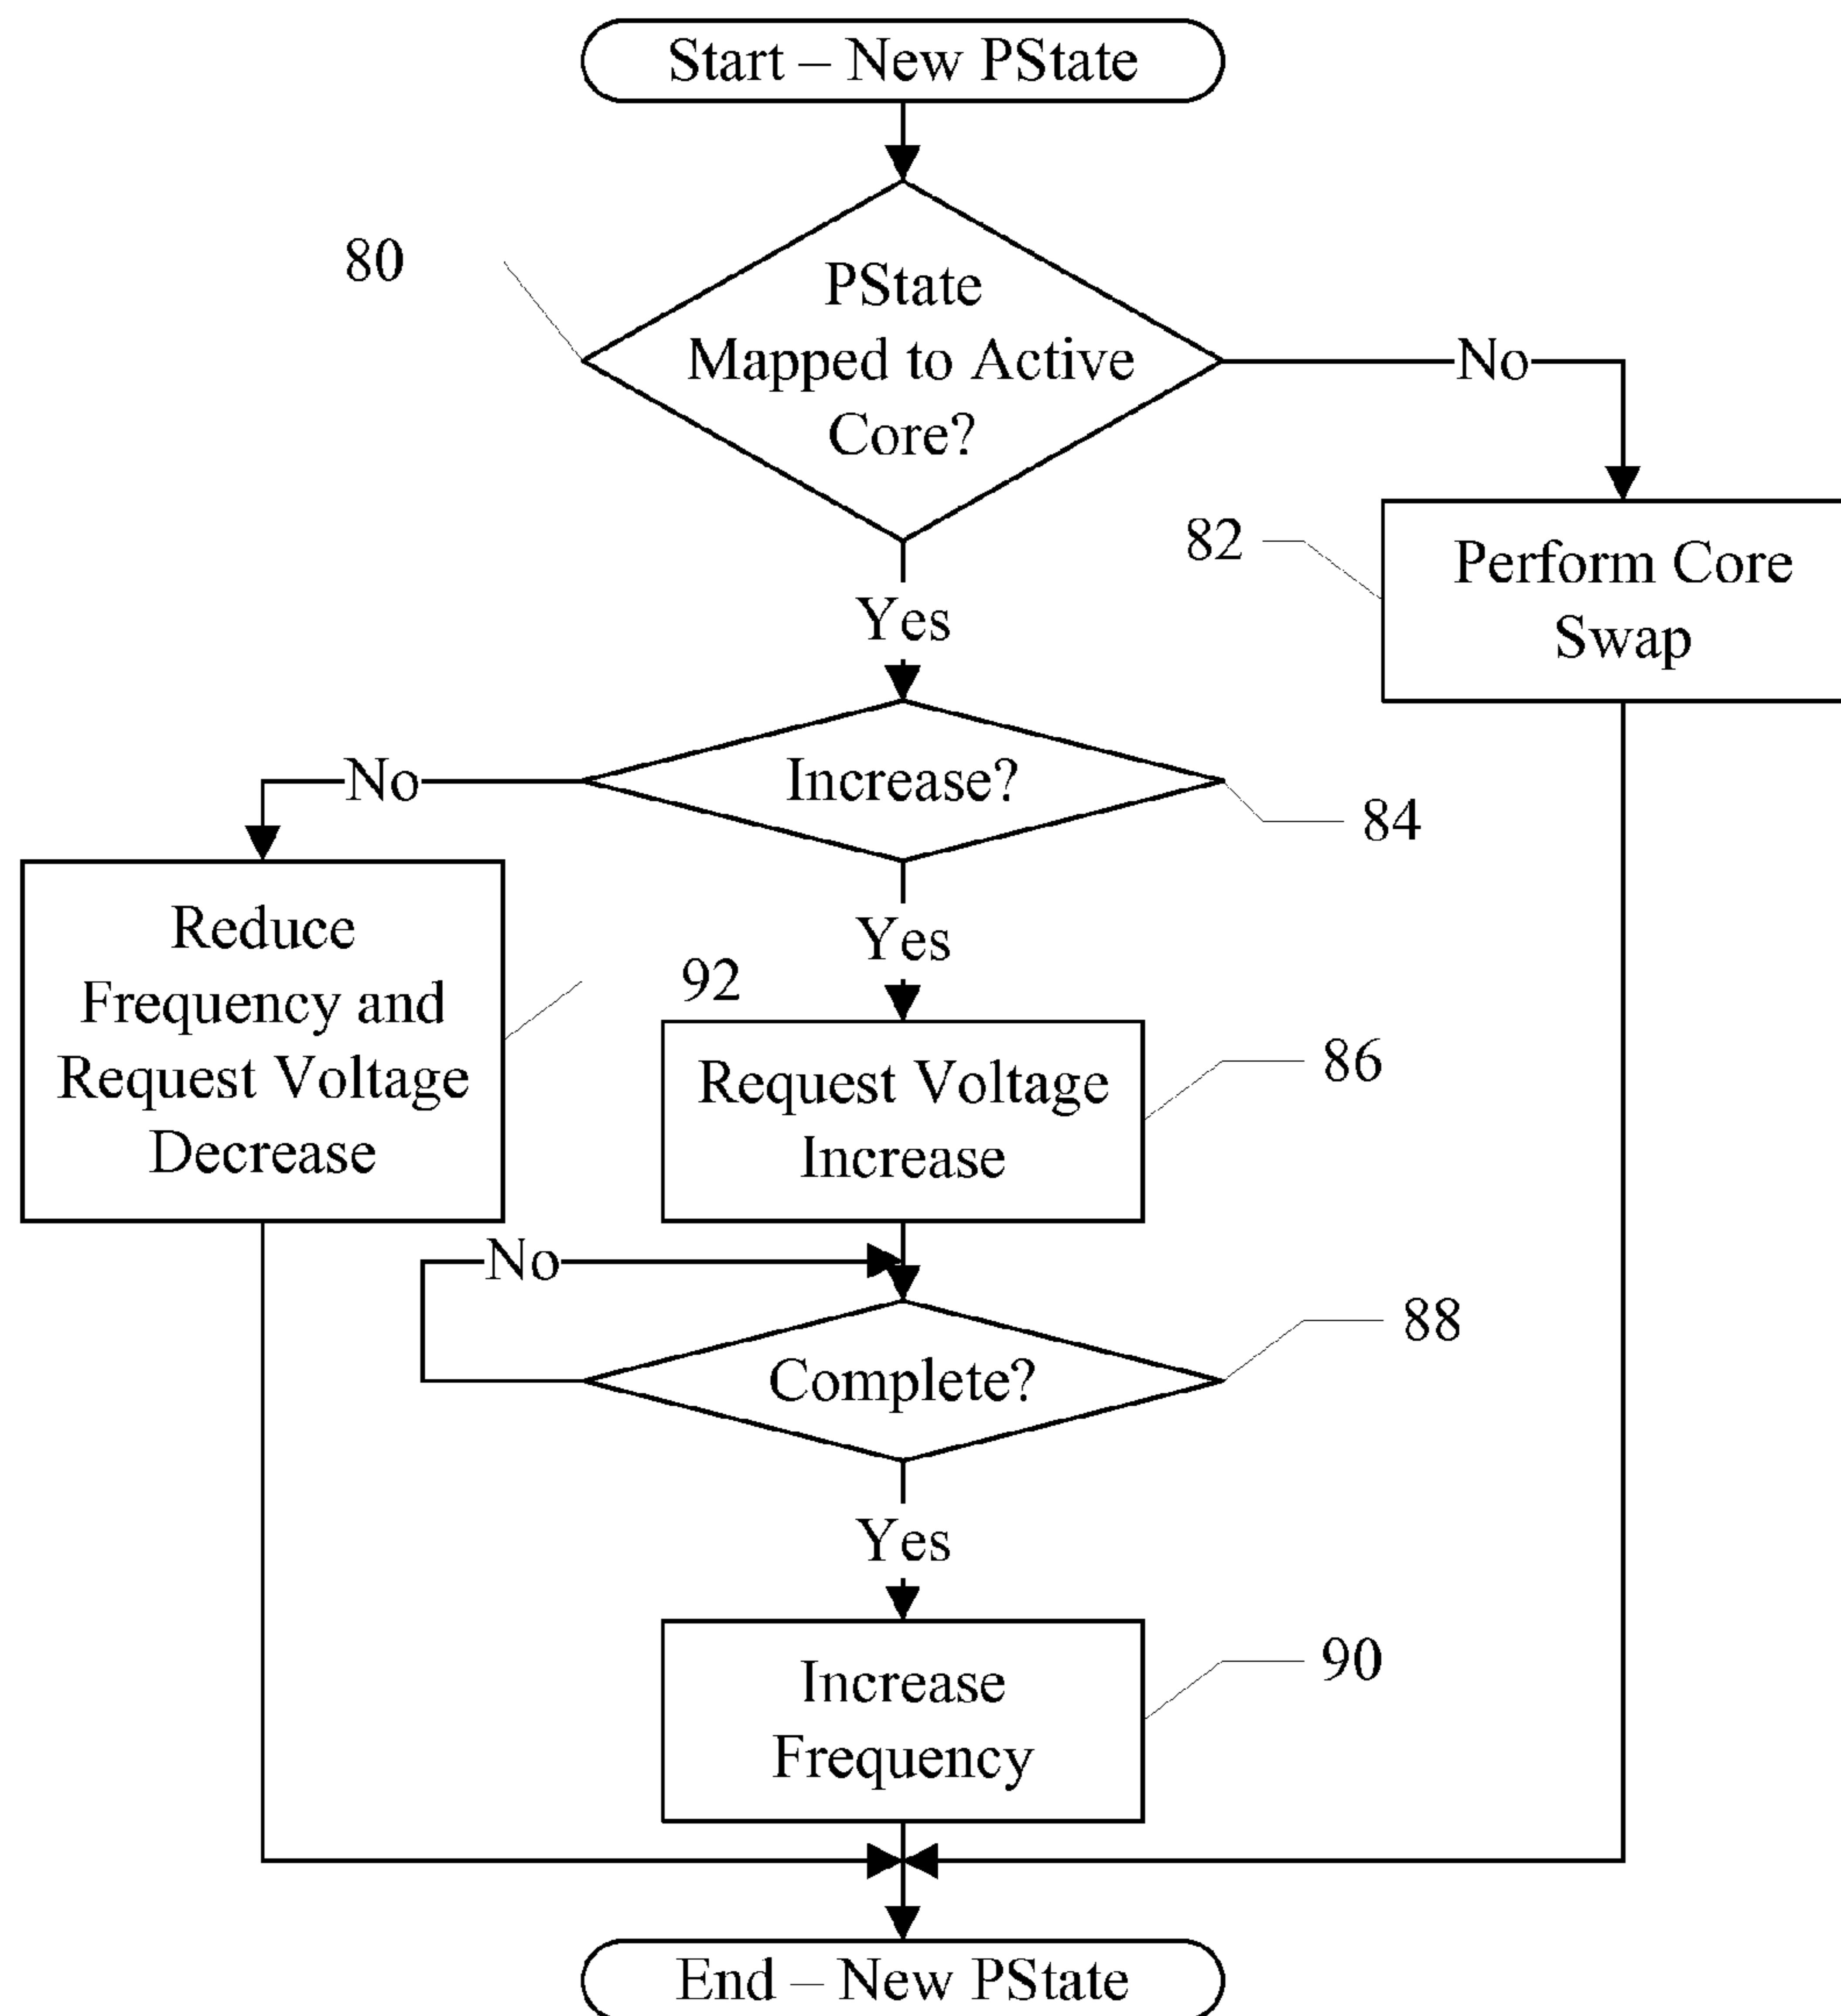 Start – New PState
80
PState
Mapped to Active
Core?
No
82
Perform Core
Swap
Yes
Increase?
No
84
Reduce
Frequency and
Request Voltage
Decrease
92
Yes
Request Voltage
Increase
86
No
Complete?
88
Yes
Increase
Frequency
90
End – New PState